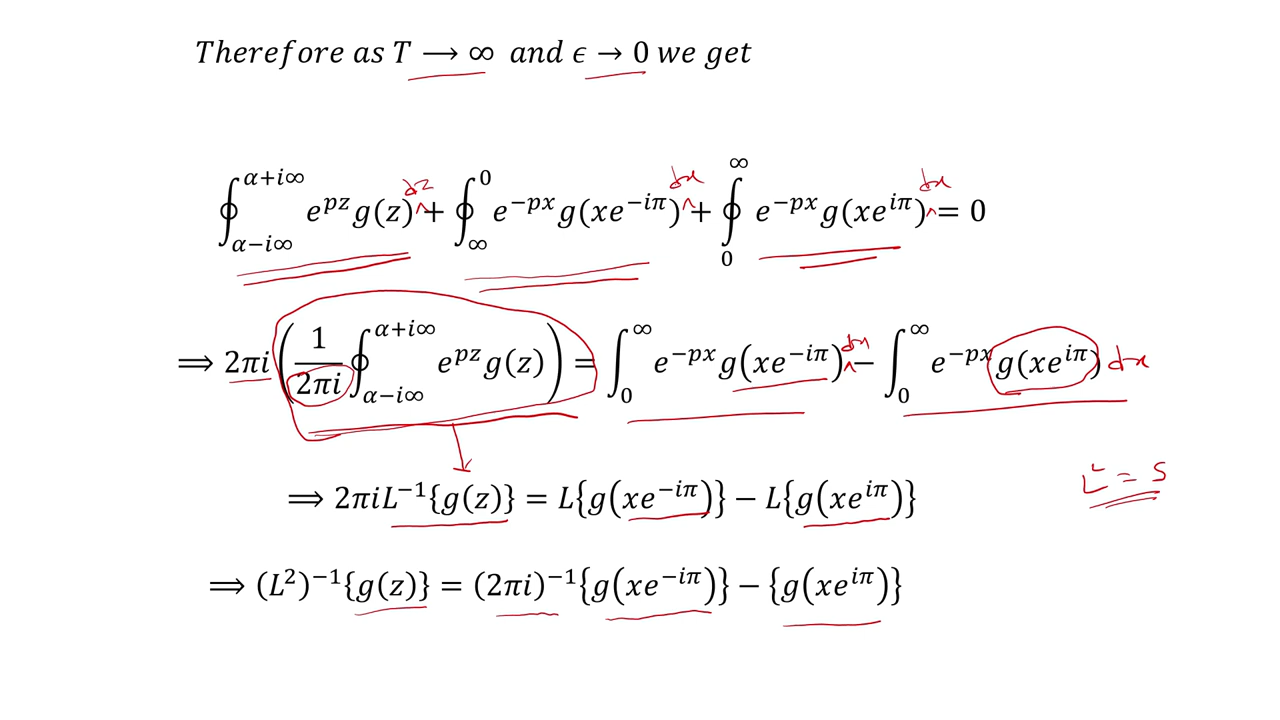 Therefore as T ⟶ ∞ and ϵ → 0 we get
∮_{α−i∞}^{α+i∞} e^{pz} g(z) dz + ∮_{∞}^{0} e^{−px} g(xe^{−iπ}) dx + ∮_{0}^{∞} e^{−px} g(xe^{iπ}) dx = 0
⟹ 2πi (1/2πi ∮_{α−i∞}^{α+i∞} e^{pz} g(z)) = ∫_{0}^{∞} e^{−px} g(xe^{−iπ}) dx − ∫_{0}^{∞} e^{−px} g(xe^{iπ}) dx
⟹ 2πiL^{−1}{g(z)} = L{g(xe^{−iπ})} − L{g(xe^{iπ})}
⟹ (L^2)^{−1}{g(z)} = (2πi)^{−1}{g(xe^{−iπ})} − {g(xe^{iπ})}